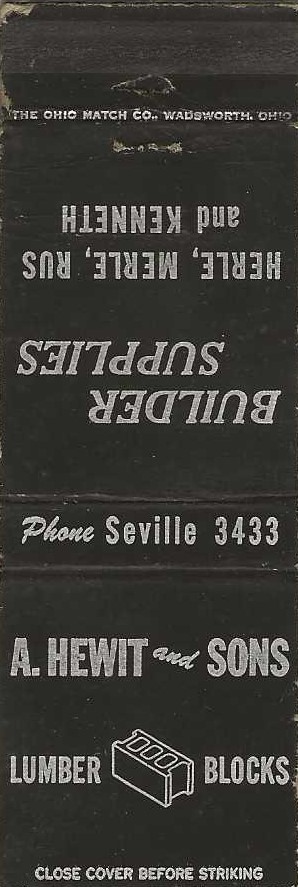 THE OHIO MATCH CO., WADSWORTH, OHIO
BUILDER
SUPPLIES
HERLE, MERLE, RUS
and KENNETH
Phone Seville 3433
A. HEWIT and SONS
LUMBER BLOCKS
CLOSE COVER BEFORE STRIKING